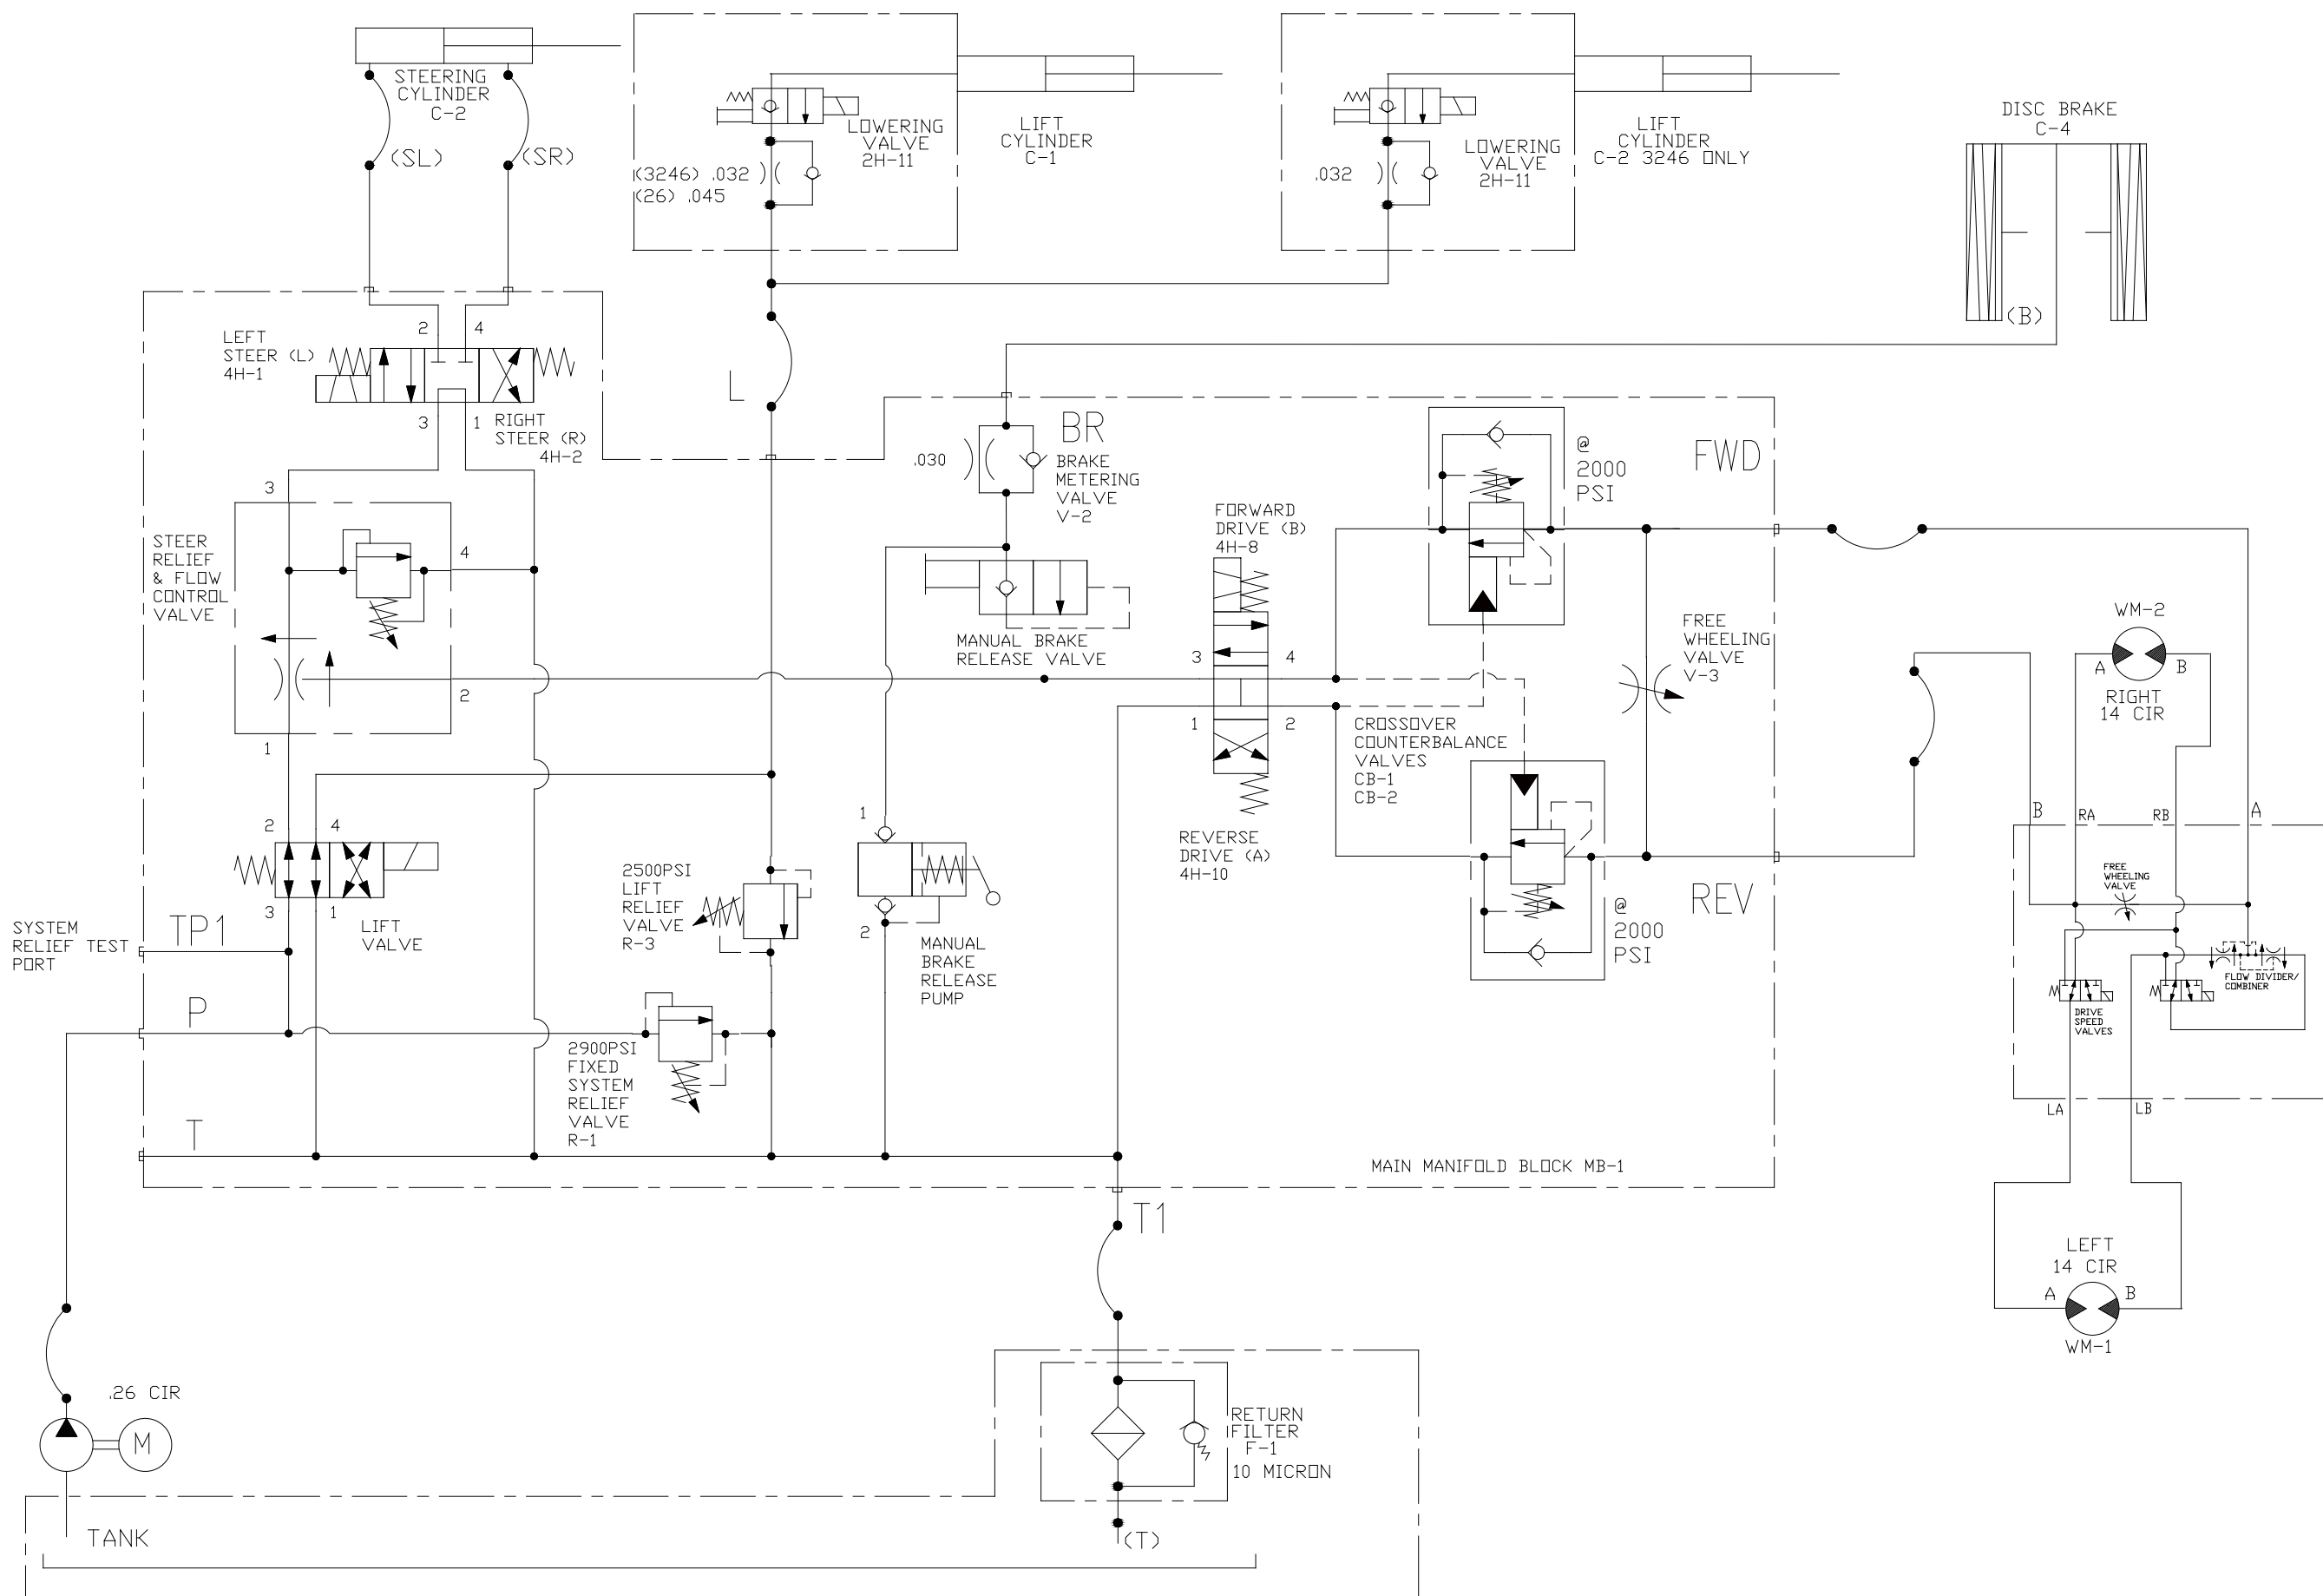 STEERING
CYLINDER
C-2
(SL)
(SR)
LOWERING
VALVE
2H-11
(3246) .032
(26) .045
LIFT
CYLINDER
C-1
LOWERING
VALVE
2H-11
.032
LIFT
CYLINDER
C-2 3246 ONLY
DISC BRAKE
C-4
(B)
LEFT
STEER (L)
4H-1
2
4
3
1
RIGHT
STEER (R)
4H-2
L
BR
.030
BRAKE
METERING
VALVE
V-2
@
2000
PSI
FWD
FORWARD
DRIVE (B)
4H-8
3
STEER
RELIEF
& FLOW
CONTROL
VALVE
4
2
1
MANUAL BRAKE
RELEASE VALVE
3
4
1
2
FREE
WHEELING
VALVE
V-3
CROSSOVER
COUNTERBALANCE
VALVES
CB-1
CB-2
WM-2
A
B
RIGHT
14 CIR
REVERSE
DRIVE (A)
4H-10
REV
@
2000
PSI
B
RA
RB
A
FREE
WHEELING
VALVE
FLOW DIVIDER/
COMBINER
DRIVE
SPEED
VALVES
LA
LB
2
4
3
1
LIFT
VALVE
SYSTEM
RELIEF TEST
PORT
TP1
P
T
2500PSI
LIFT
RELIEF
VALVE
R-3
1
2
MANUAL
BRAKE
RELEASE
PUMP
2900PSI
FIXED
SYSTEM
RELIEF
VALVE
R-1
MAIN MANIFOLD BLOCK MB-1
T1
LEFT
14 CIR
A
B
WM-1
.26 CIR
M
RETURN
FILTER
F-1
10 MICRON
TANK
(T)